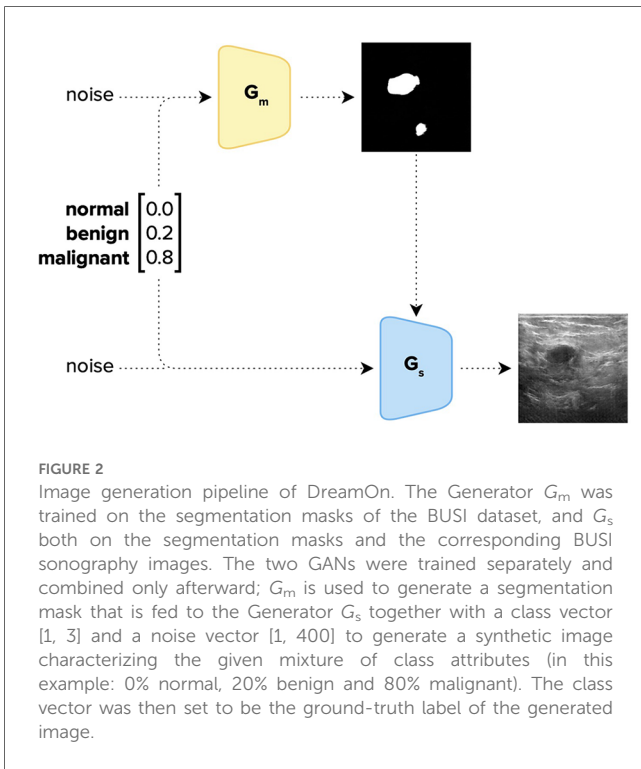 noise
G_m
normal [0.0
benign 0.2
malignant 0.8]
noise
G_s
FIGURE 2
Image generation pipeline of DreamOn. The Generator G_m was
trained on the segmentation masks of the BUSI dataset, and G_s
both on the segmentation masks and the corresponding BUSI
sonography images. The two GANs were trained separately and
combined only afterward; G_m is used to generate a segmentation
mask that is fed to the Generator G_s together with a class vector
[1, 3] and a noise vector [1, 400] to generate a synthetic image
characterizing the given mixture of class attributes (in this
example: 0% normal, 20% benign and 80% malignant). The class
vector was then set to be the ground-truth label of the generated
image.